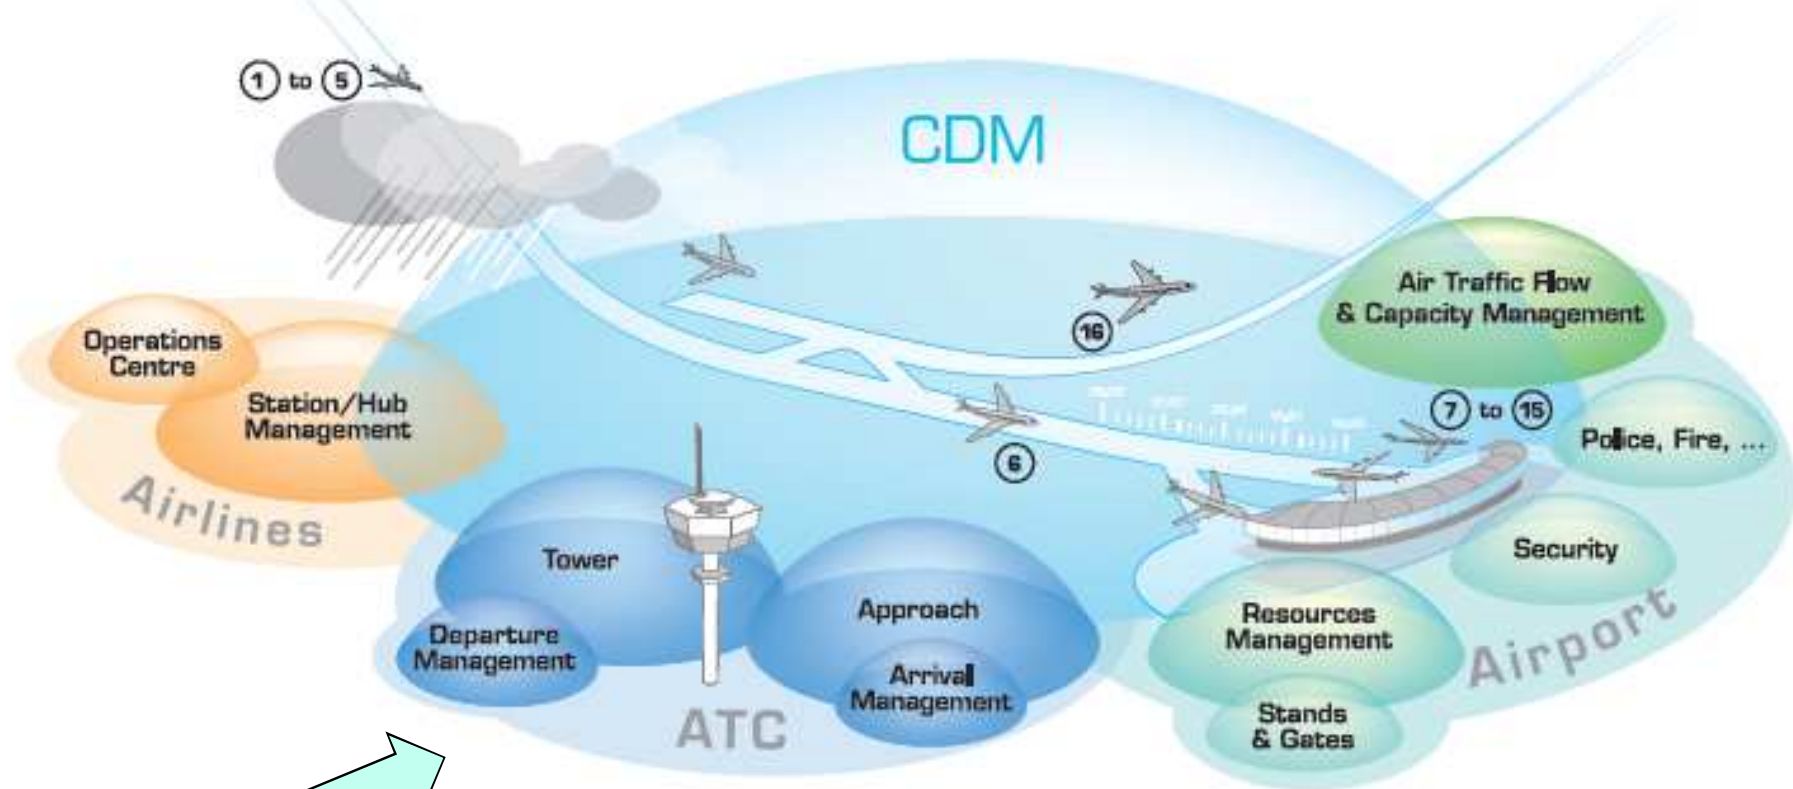 1 to 5
CDM
Air Traffic Flow
& Capacity Management
16
Operations
Centre
Station/Hub
Management
7 to 15
Police, Fire, ...
6
Airlines
Security
Tower
Approach
Resources
Management
Departure
Management
Airport
Arrival
Management
Stands
& Gates
ATC